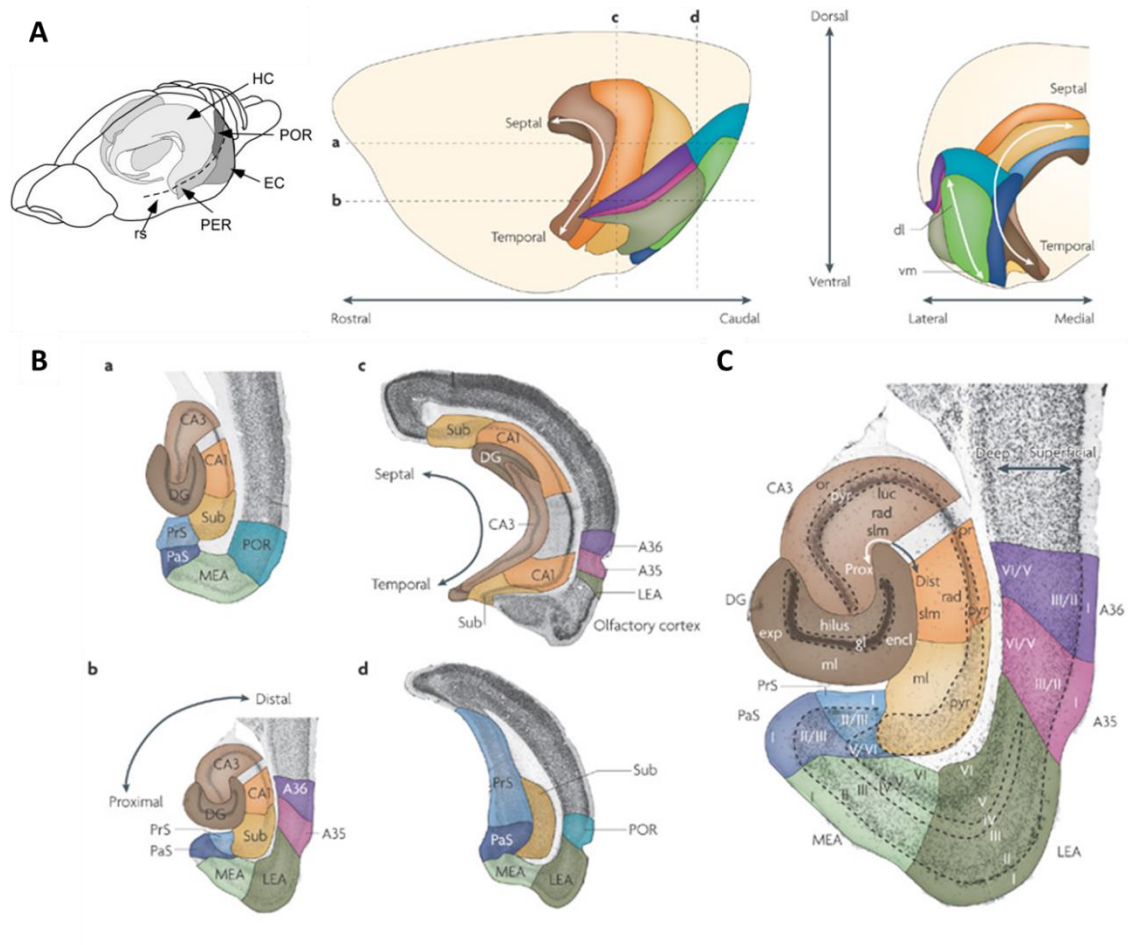 A
HC
POR
EC
PER
rs
c
d
Septal
a
b
Temporal
Rostral
Caudal
Dorsal
Ventral
Septal
dl
Temporal
vm
Lateral
Medial
B
a
CA3
CA1
DG
Sub
PrS
PaS
POR
MEA
c
Sub
CA1
DG
Septal
CA3
A36
Temporal
CA1
A35
LEA
Sub
Olfactory cortex
b
Distal
Proximal
CA3
CA1
A36
DG
PrS
Sub
A35
PaS
MEA
LEA
d
PrS
Sub
PaS
POR
MEA
LEA
C
Deep
Superficial
CA3
or
pyr
luc
rad
slm
pr
Prox
Dist
VI/V
III/II
I
A36
DG
rad
slm
pyr
hilus
exp
gl
encl
VI/V
ml
III/II
ml
I
A35
PrS
I
pyr
PaS
I
II/III
II/III
V/VI
VI
VI
V
IV
III
II
I
V
IV
III
II
I
MEA
LEA